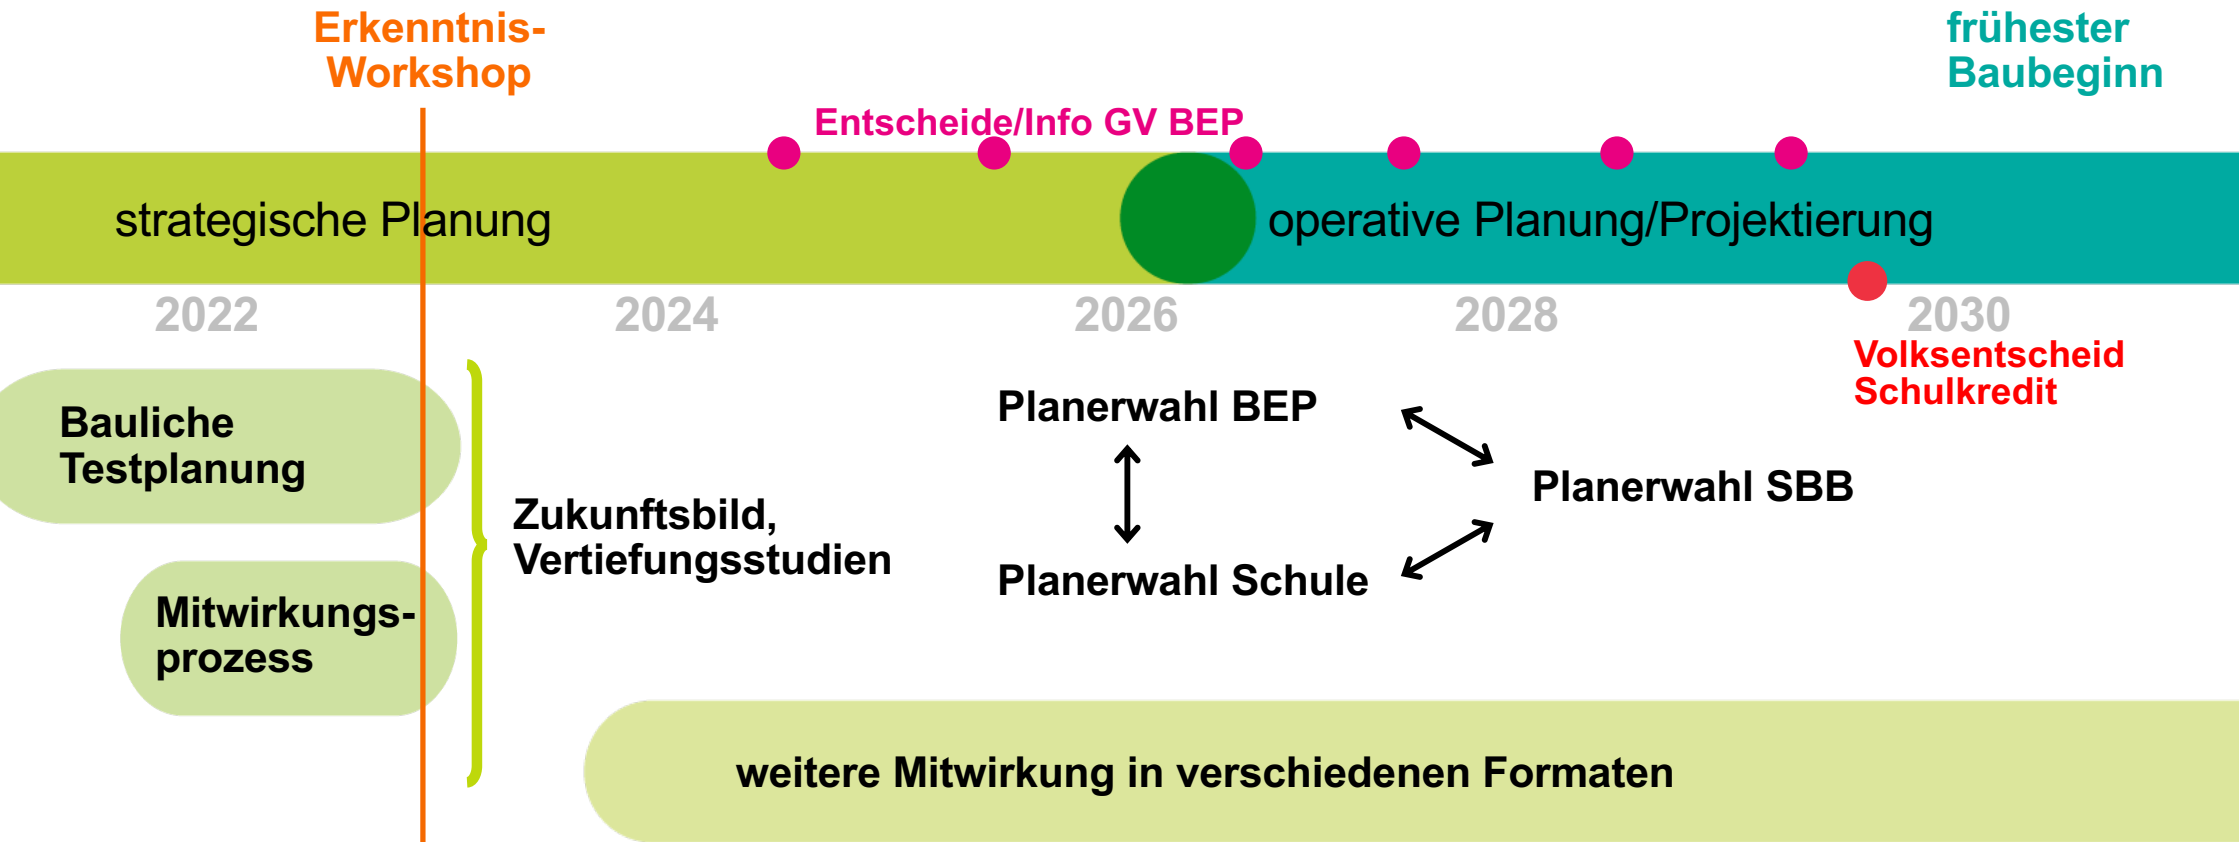 Erkenntnis-
Workshop
frühester
Baubeginn
Entscheide/Info GV BEP
strategische Planung
operative Planung/Projektierung
2022
2024
2026
2028
2030
Volksentscheid
Schulkredit
Bauliche
Testplanung
Planerwahl BEP
Planerwahl SBB
Zukunftsbild,
Vertiefungsstudien
Planerwahl Schule
Mitwirkungs-
prozess
weitere Mitwirkung in verschiedenen Formaten